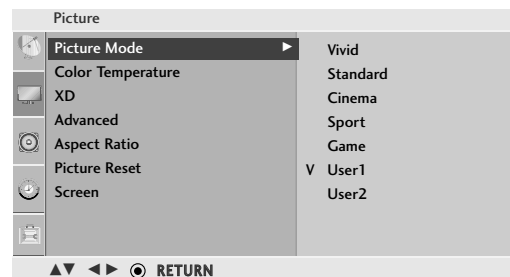 Picture
Picture Mode ►
Color Temperature
XD
Advanced
Aspect Ratio
Picture Reset
Screen
Vivid
Standard
Cinema
Sport
Game
V User1
User2
▲▼ ◄► RETURN